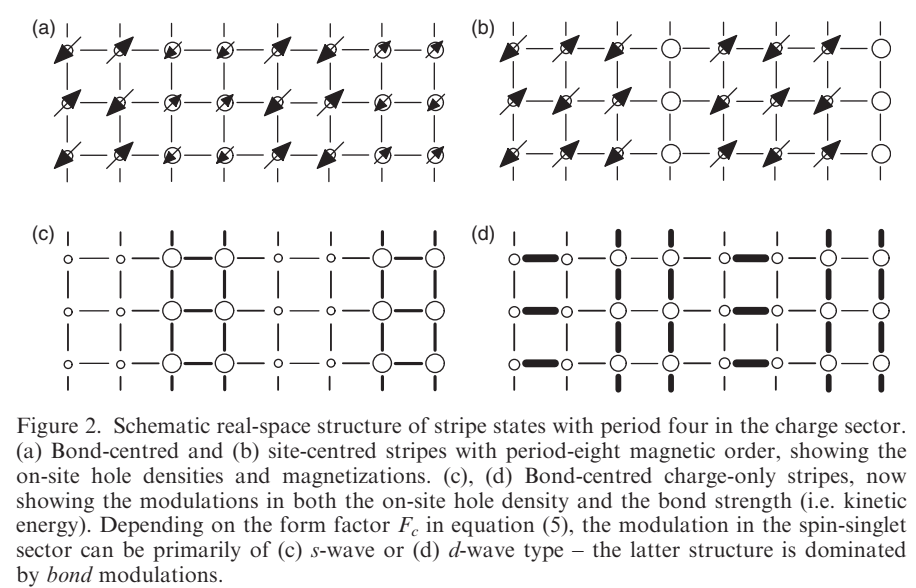 (a)
(b)
(c)
(d)
Figure 2. Schematic real-space structure of stripe states with period four in the charge sector.
(a) Bond-centred and (b) site-centred stripes with period-eight magnetic order, showing the
on-site hole densities and magnetizations. (c), (d) Bond-centred charge-only stripes, now
showing the modulations in both the on-site hole density and the bond strength (i.e. kinetic
energy). Depending on the form factor F_c in equation (5), the modulation in the spin-singlet
sector can be primarily of (c) s-wave or (d) d-wave type – the latter structure is dominated
by bond modulations.